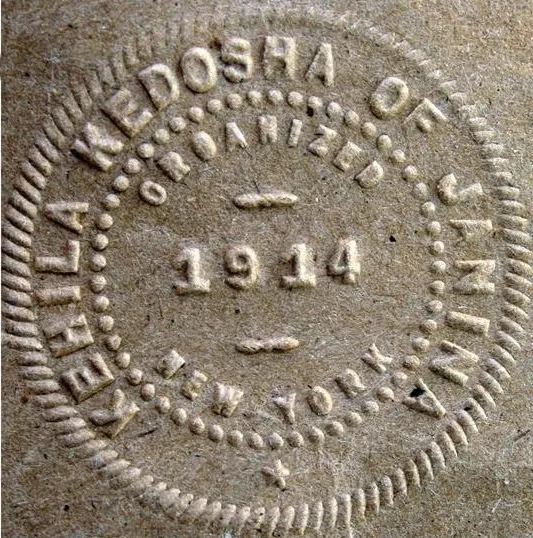 KEHILA KEDOSHA OF JANINA
ORGANIZED
1914
NEW YORK